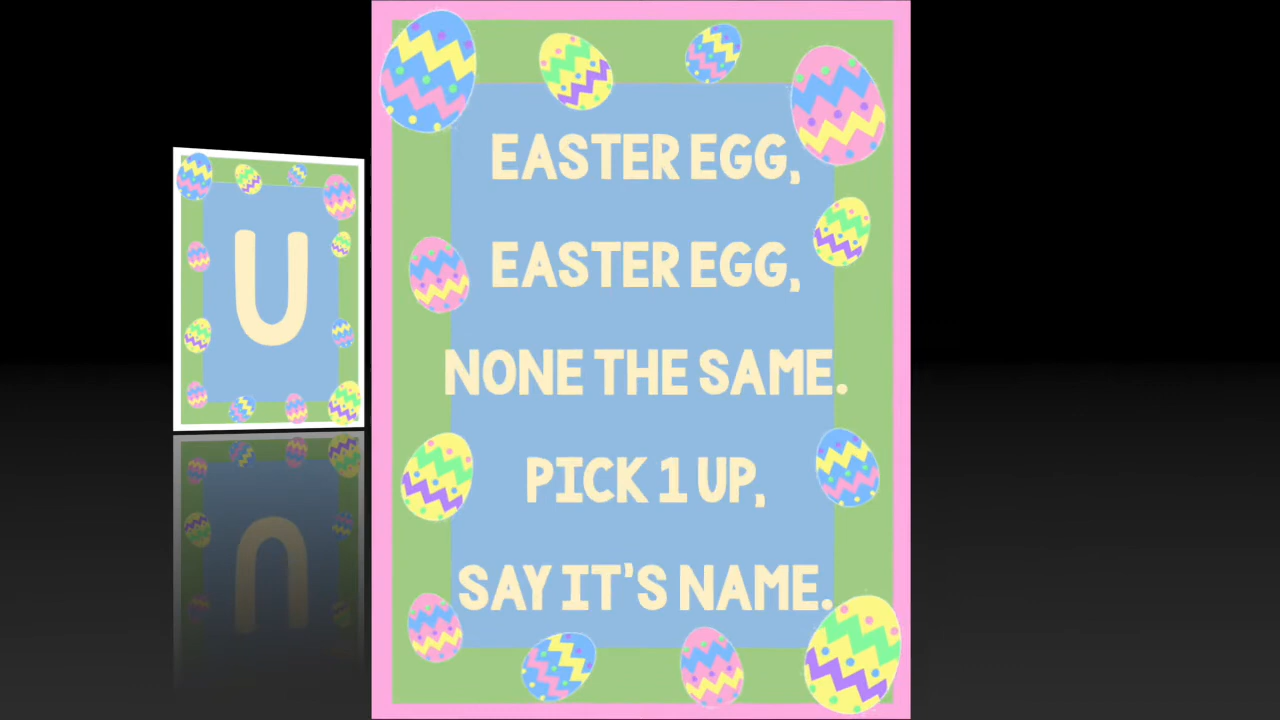 U
EASTER EGG,
EASTER EGG,
NONE THE SAME.
PICK 1 UP,
SAY IT'S NAME.